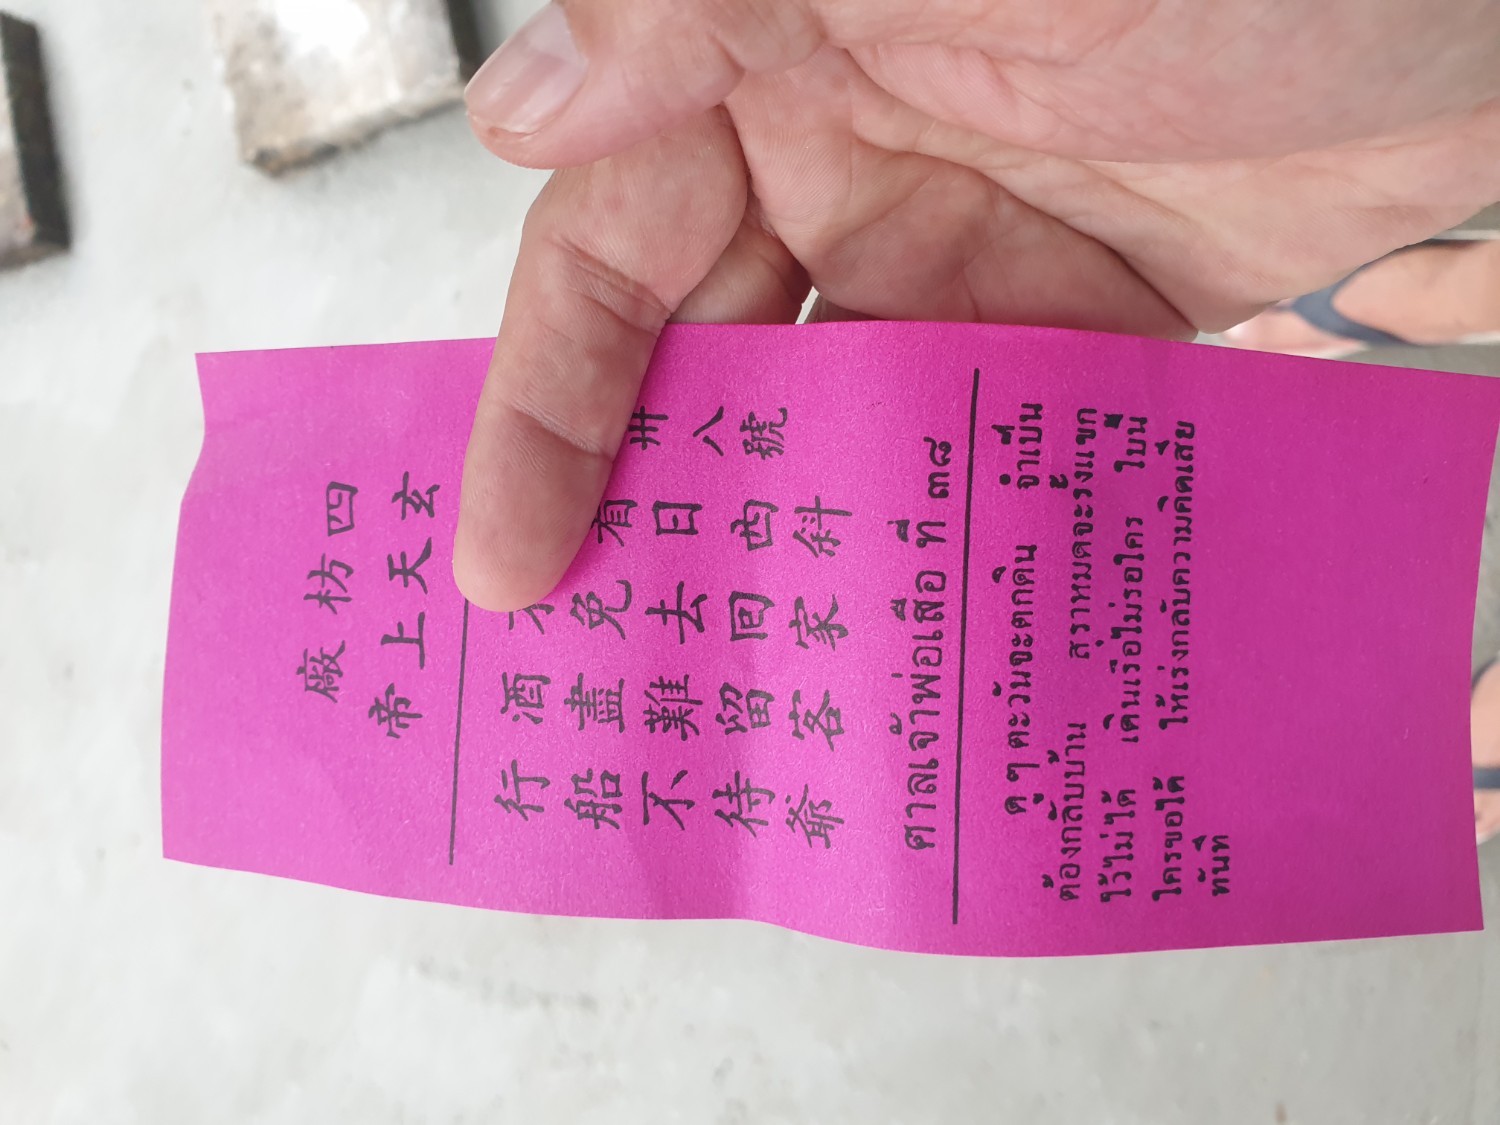 四枋廠
玄天上帝
卅八號
看日西斜
不免去回家
酒盡難留客
行船不待爺
ศาลเจ้าพ่อเสือ ที่ ๓๘
ดู ๆ ตะวันจะตกดิน จำเป็น
ต้องกลับบ้าน สุราหมดจะรั้งแขก
ไว้ไม่ได้ เดินเรือไม่รอใคร ใบนี้
ใครขอได้ ให้เร่งกลับความคิดเสีย
ทันที